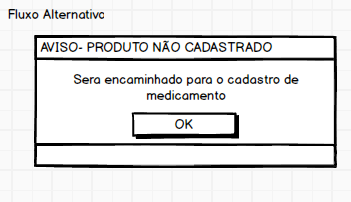 Fluxo Alternativo
AVISO- PRODUTO NÃO CADASTRADO
Sera encaminhado para o cadastro de
medicamento
OK